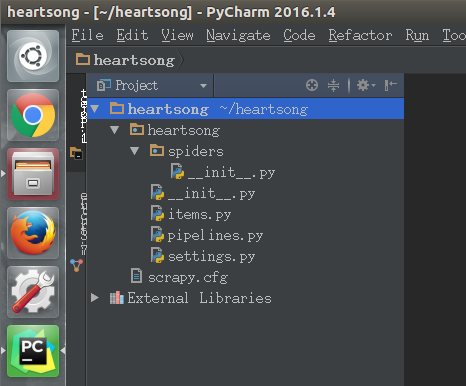 heartsong - [~/heartsong] - PyCharm 2016.1.4
File Edit View Navigate Code Refactor Run Too
heartsong
Project
heartsong ~/heartsong
heartsong
spiders
__init__.py
__init__.py
items.py
pipelines.py
settings.py
scrapy.cfg
External Libraries
PC